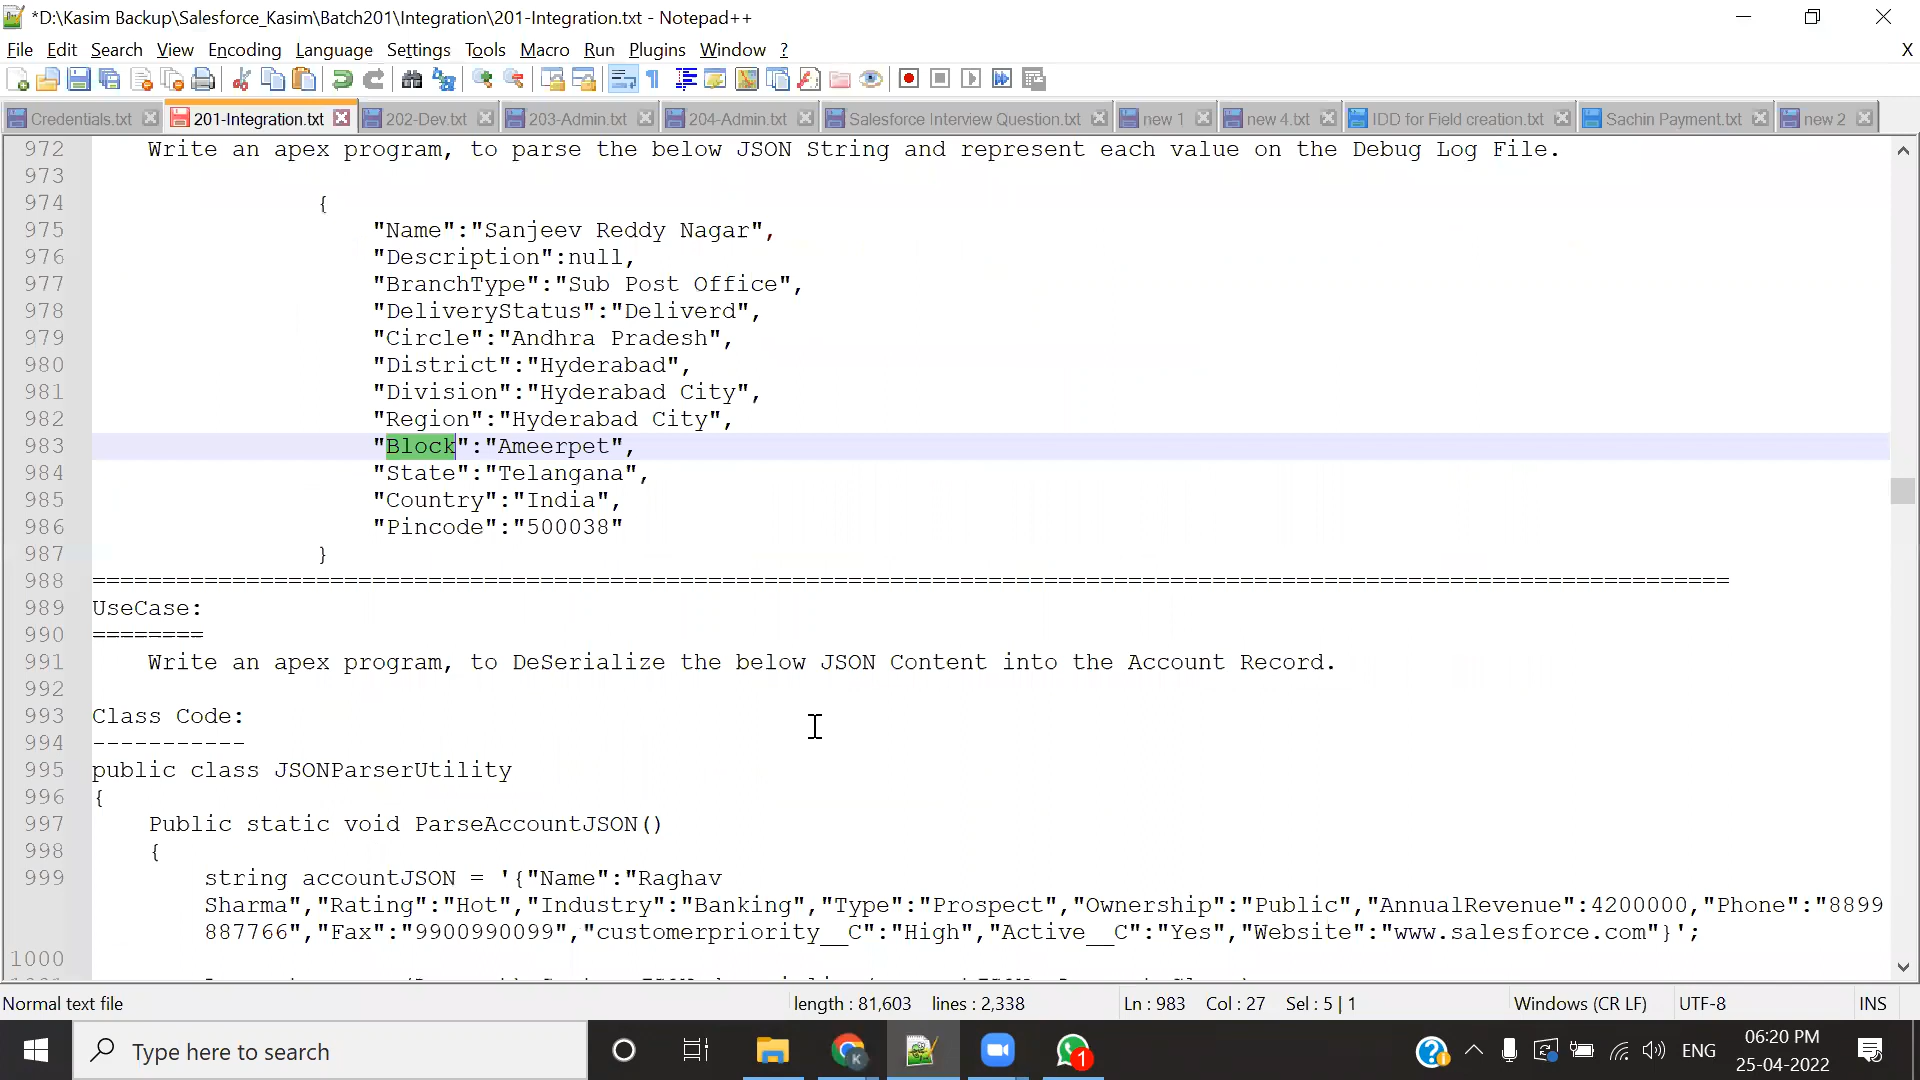 *D:\Kasim Backup\Salesforce_Kasim\Batch201\Integration\201-Integration.txt - Notepad++
File Edit Search View Encoding Language Settings Tools Macro Run Plugins Window ? X
Credentials.txt 201-Integration.txt 202-Dev.txt 203-Admin.txt 204-Admin.txt Salesforce Interview Question.txt new 1 new 4.txt IDD for Field creation.txt Sachin Payment.txt new 2
972 Write an apex program, to parse the below JSON String and represent each value on the Debug Log File.
973
974 {
975 "Name":"Sanjeev Reddy Nagar",
976 "Description":null,
977 "BranchType":"Sub Post Office",
978 "DeliveryStatus":"Deliverd",
979 "Circle":"Andhra Pradesh",
980 "District":"Hyderabad",
981 "Division":"Hyderabad City",
982 "Region":"Hyderabad City",
983 "Block":"Ameerpet",
984 "State":"Telangana",
985 "Country":"India",
986 "Pincode":"500038"
987 }
988 =====================================================================================================================
989 UseCase:
990 ========
991 Write an apex program, to DeSerialize the below JSON Content into the Account Record.
992
993 Class Code:
994 -----------
995 public class JSONParserUtility
996 {
997 Public static void ParseAccountJSON()
998 {
999 string accountJSON = '{"Name":"Raghav
Sharma","Rating":"Hot","Industry":"Banking","Type":"Prospect","Ownership":"Public","AnnualRevenue":4200000,"Phone":"8899
887766","Fax":"9900990099","customerpriority__C":"High","Active__C":"Yes","Website":"www.salesforce.com"}';
1000
Normal text file length : 81,603 lines : 2,338 Ln : 983 Col : 27 Sel : 5 | 1 Windows (CR LF) UTF-8 INS
Type here to search 1 ENG 06:20 PM
25-04-2022